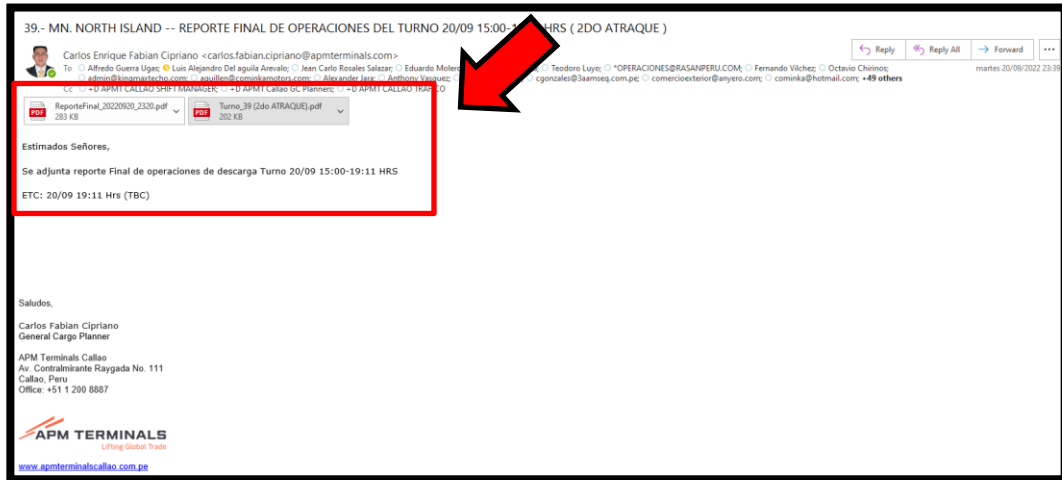 39.- MN. NORTH ISLAND -- REPORTE FINAL DE OPERACIONES DEL TURNO 20/09 15:00-1 HRS ( 2DO ATRAQUE )
Carlos Enrique Fabian Cipriano <carlos.fabian.cipriano@apmterminals.com>
Reply
Reply All
Forward
To Alfredo Guerra Ugas; Luis Alejandro Del aguila Arevalo; Jean Carlo Rosales Salazar; Eduardo Teodoro Luyo; *OPERACIONES@RASANPERU.COM; Fernando Vilchez; Octavio Chirinos;
martes 20/09/2022 23:39
admin@kingmaxtecho.com; aguillen@cominkamotors.com; Alexander Jara; Anthony Vasquez; cgonzales@3aamseq.com.pe; comercioexterior@anyero.com; cominka@hotmail.com; +49 others
Cc +D APMT CALLAO SHIFT MANAGER; +D APMT Callao GC Planners; +D APMT CALLAO TRAFICO
ReporteFinal_20220920_2320.pdf
283 KB
Turno_39 (2do ATRAQUE).pdf
202 KB
PDF
PDF
Estimados Señores,
Se adjunta reporte Final de operaciones de descarga Turno 20/09 15:00-19:11 HRS
ETC: 20/09 19:11 Hrs (TBC)
Saludos,
Carlos Fabian Cipriano
General Cargo Planner
APM Terminals Callao
Av. Contralmirante Raygada No. 111
Callao, Peru
Office: +51 1 200 8887
APM TERMINALS
Lifting Global Trade
www.apmterminalscallao.com.pe